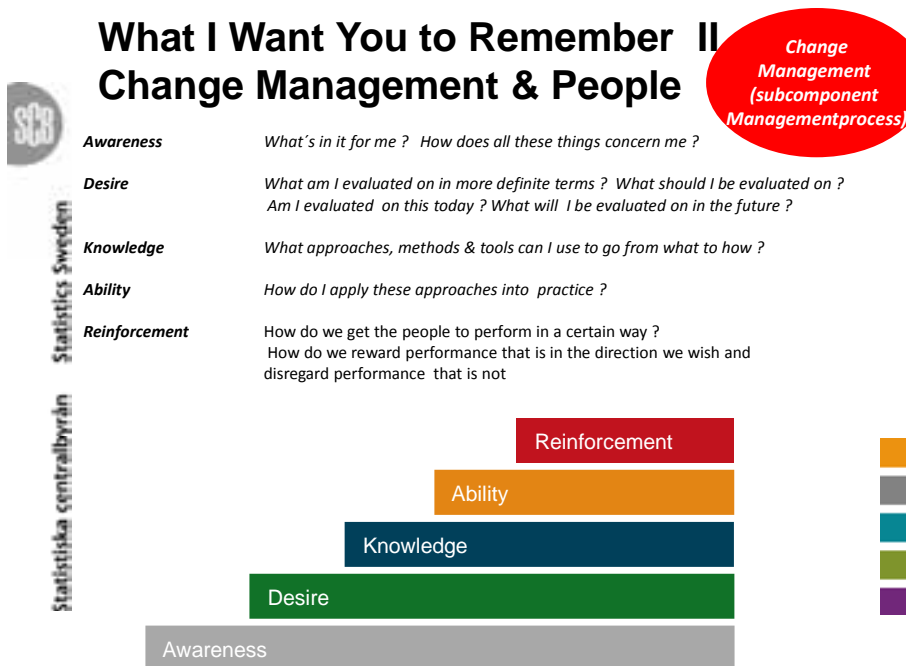 What I Want You to Remember II
Change Management & People
Change
Management
(subcomponent
Managementprocess)
SCB
Statistiska centralbyrån Statistics Sweden
Awareness What´s in it for me ? How does all these things concern me ?
Desire What am I evaluated on in more definite terms ? What should I be evaluated on ?
Am I evaluated on this today ? What will I be evaluated on in the future ?
Knowledge What approaches, methods & tools can I use to go from what to how ?
Ability How do I apply these approaches into practice ?
Reinforcement How do we get the people to perform in a certain way ?
How do we reward performance that is in the direction we wish and
disregard performance that is not
Reinforcement
Ability
Knowledge
Desire
Awareness